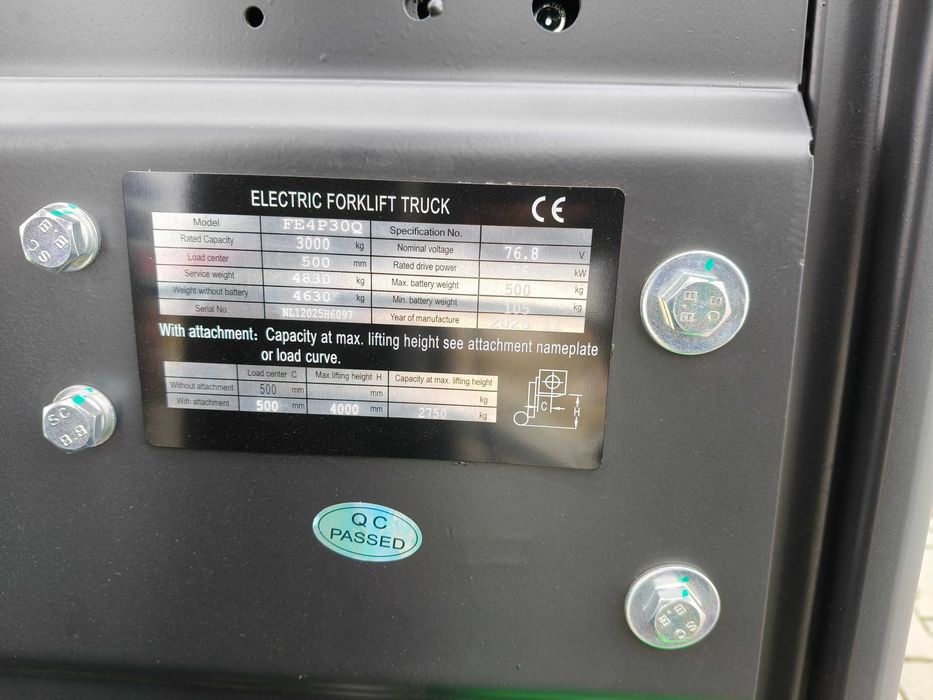 ELECTRIC FORKLIFT TRUCK CE
Model FE4P30Q Specification No.
Rated Capacity 3000 kg Nominal voltage 76.8 V
Load center 500 mm Rated drive power 16 kW
Service weight 4830 kg Max. battery weight 500 kg
Weight without battery 4630 kg Min. battery weight 105 kg
Serial No. NL12025H6097 Year of manufacture
With attachment: Capacity at max. lifting height see attachment nameplate
or load curve.
Load center C Max.lifting height H Capacity at max. lifting height
Without attachment 500 mm mm kg
With attachment 500 mm 4000 mm 2750 kg
C H
QC
PASSED